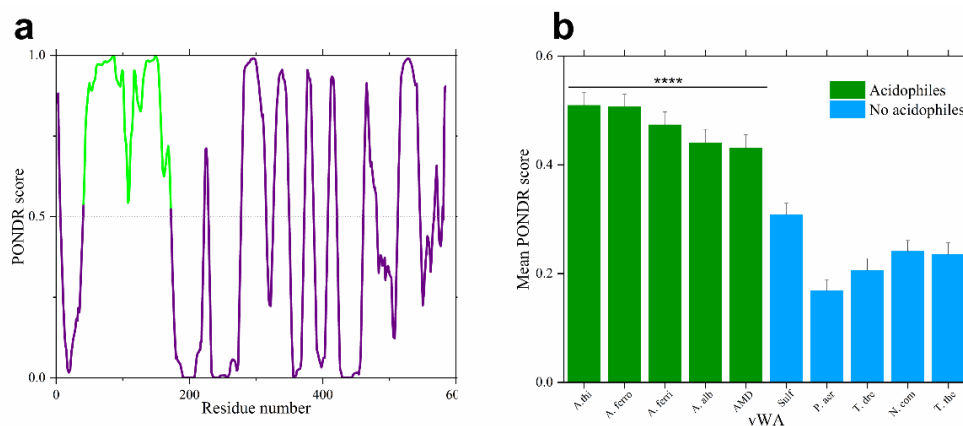 a
1.0
0.5
0.0
PONDR score
0
200
400
60
Residue number
b
0.6
0.4
0.2
0.0
Mean PONDR score
****
Acidophiles
No acidophiles
A.thi
A. ferro
A. ferri
A. alb
AMD
Sulf
P. aer
T. dre
N. com
T. the
vWA